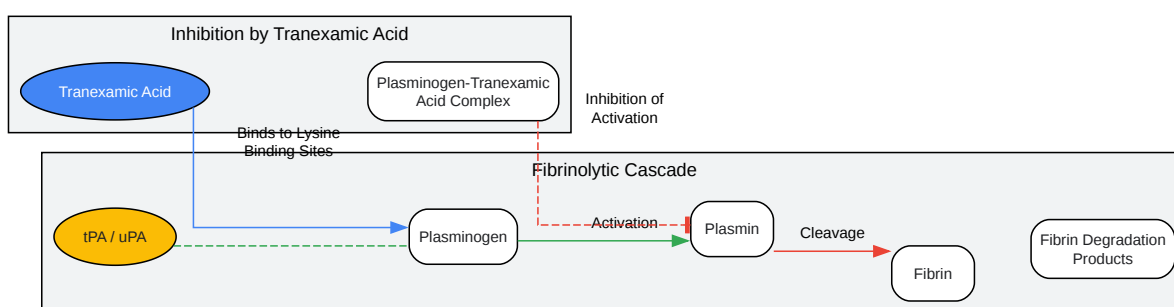 Inhibition by Tranexamic Acid
Tranexamic Acid
Plasminogen-Tranexamic
Acid Complex
Inhibition of
Activation
Binds to Lysine
Binding Sites
Fibrinolytic Cascade
tPA / uPA
Plasminogen
Activation
Plasmin
Cleavage
Fibrin
Fibrin Degradation
Products